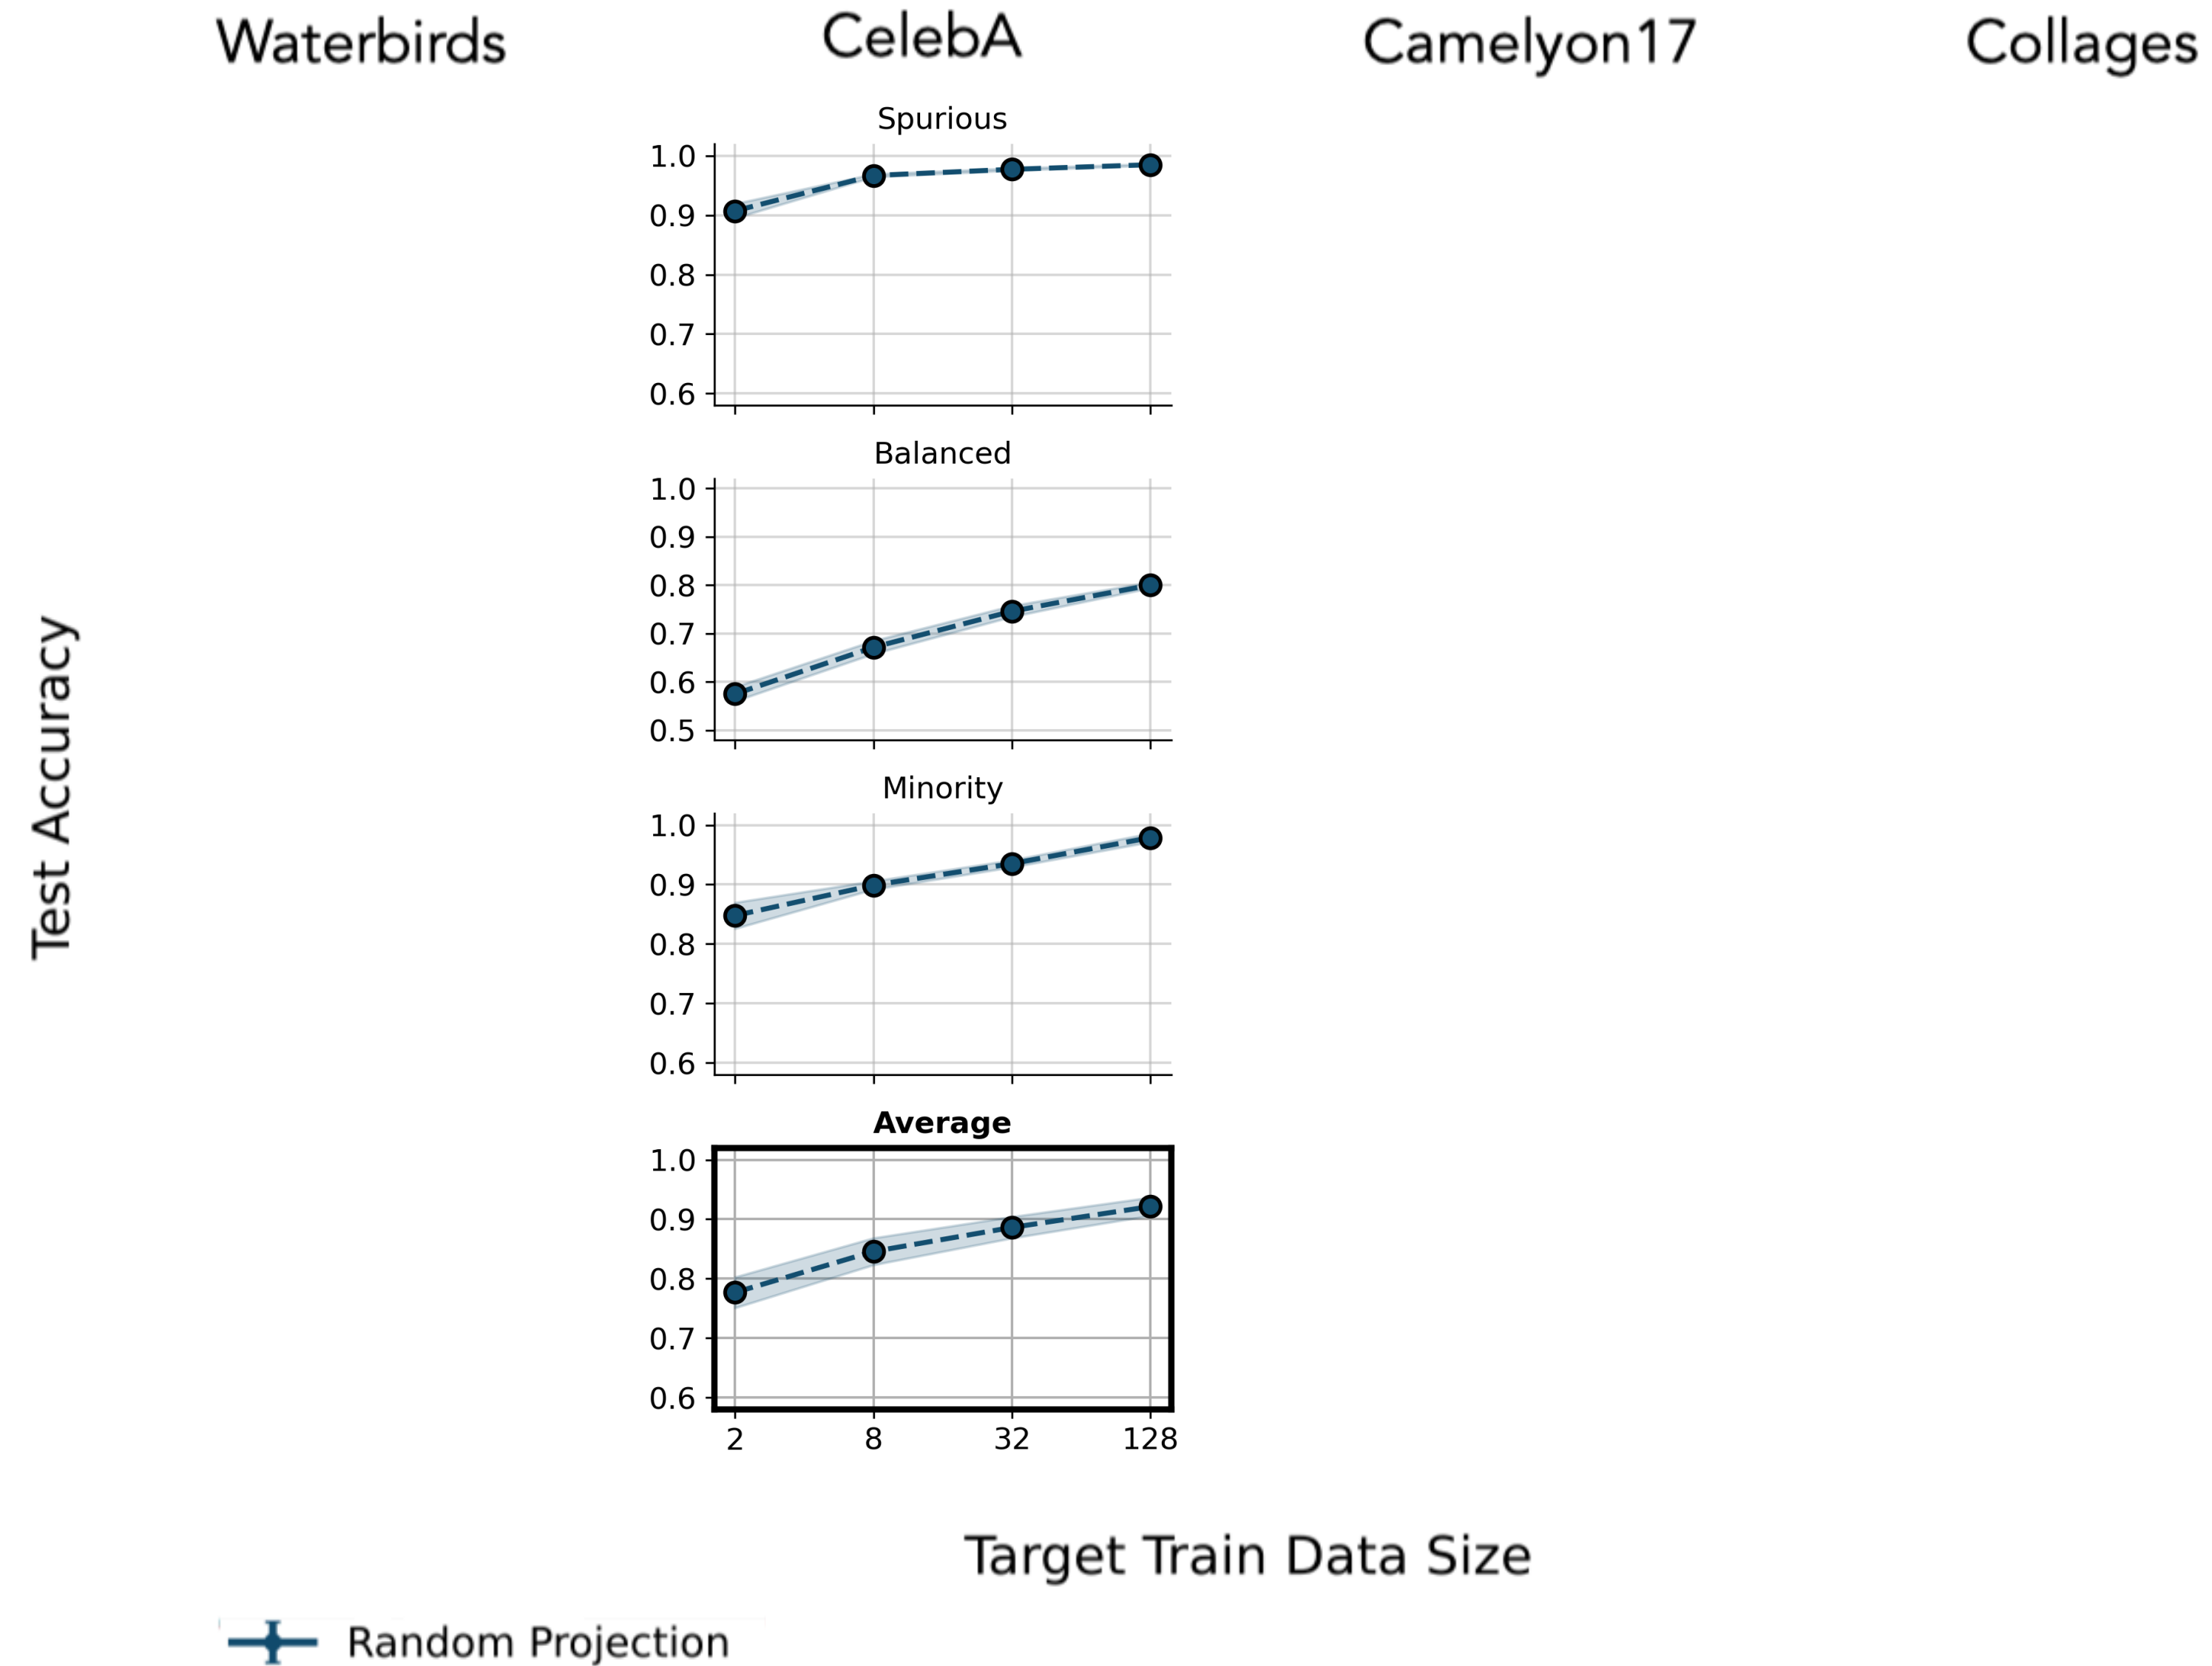 Waterbirds CelebA Camelyon17 Collages
Spurious
1.0
0.9
0.8
0.7
0.6
Balanced
1.0
0.9
0.8
0.7
0.6
0.5
Minority
1.0
0.9
0.8
0.7
0.6
Average
1.0
0.9
0.8
0.7
0.6
2 8 32 128
Test Accuracy
Target Train Data Size
Random Projection